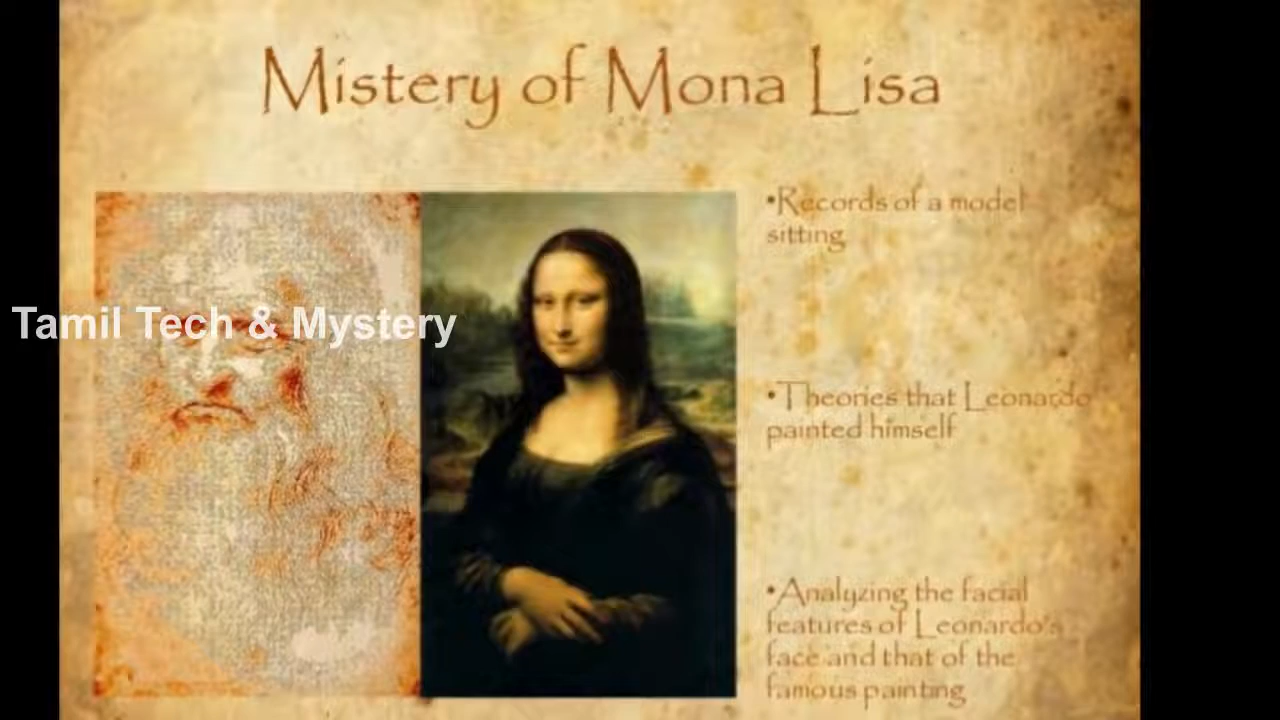 Mistery of Mona Lisa
•Records of a model
sitting
Tamil Tech & Mystery
•Theories that Leonardo
painted himself
•Analyzing the facial
features of Leonardo's
face and that of the
famous painting